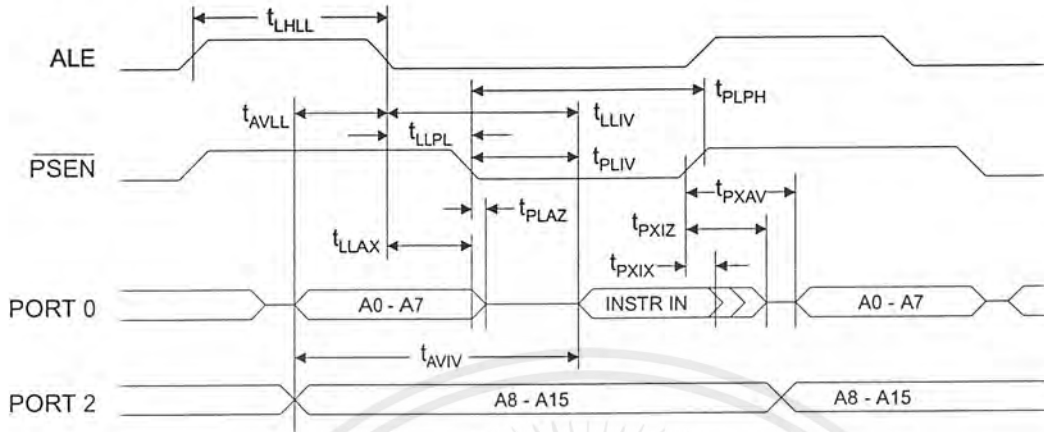 tLHLL
ALE
tPLPH
tAVLL
tLLIV
tLLPL
PSEN
tPLIV
tPXAV
tPLAZ
tPXIZ
tLLAX
tPXIX
PORT 0
A0 - A7
INSTR IN
A0 - A7
tAVIV
PORT 2
A8 - A15
A8 - A15